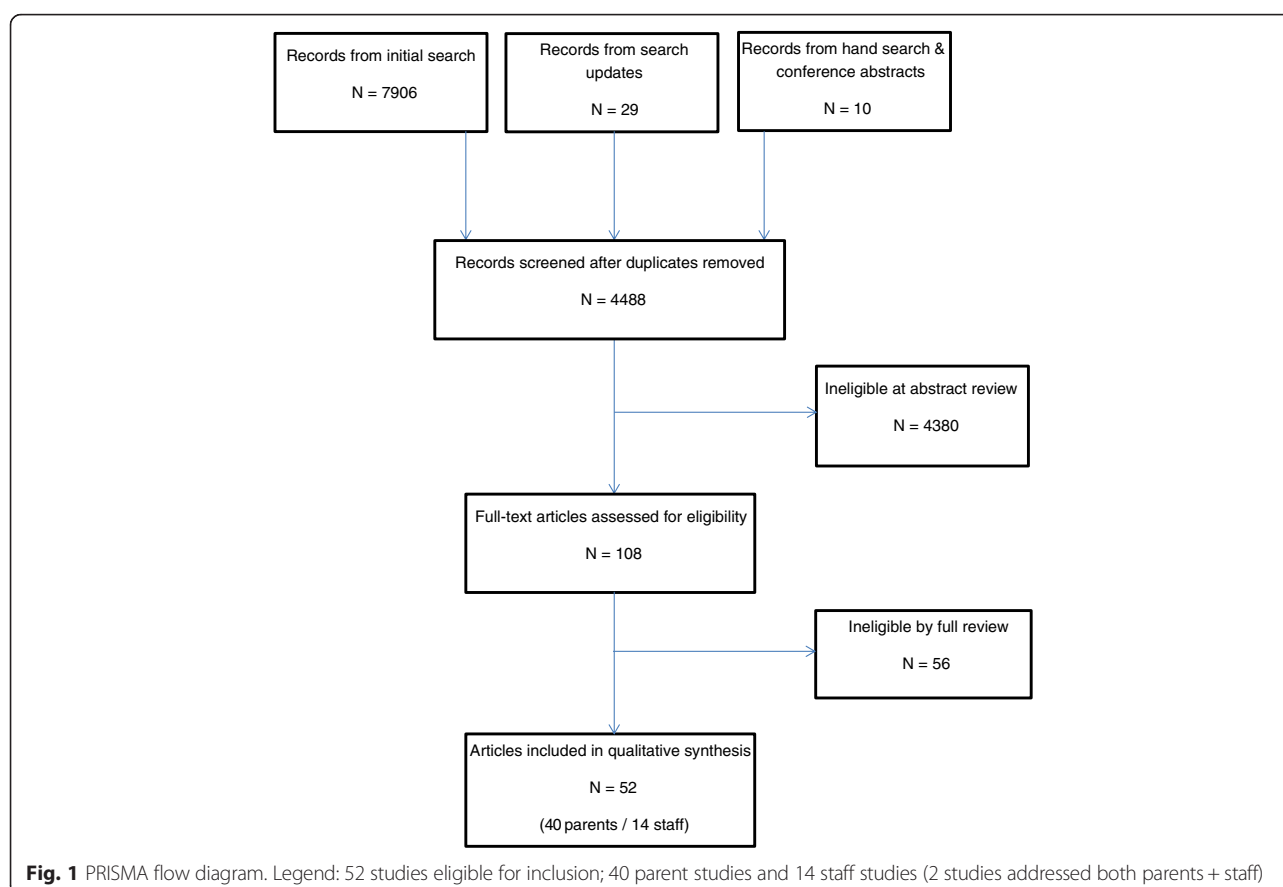 Records from initial search
N = 7906
Records from search
updates
N = 29
Records from hand search &
conference abstracts
N = 10
Records screened after duplicates removed
N = 4488
Ineligible at abstract review
N = 4380
Full-text articles assessed for eligibility
N = 108
Ineligible by full review
N = 56
Articles included in qualitative synthesis
N = 52
(40 parents / 14 staff)
Fig. 1 PRISMA flow diagram. Legend: 52 studies eligible for inclusion; 40 parent studies and 14 staff studies (2 studies addressed both parents + staff)